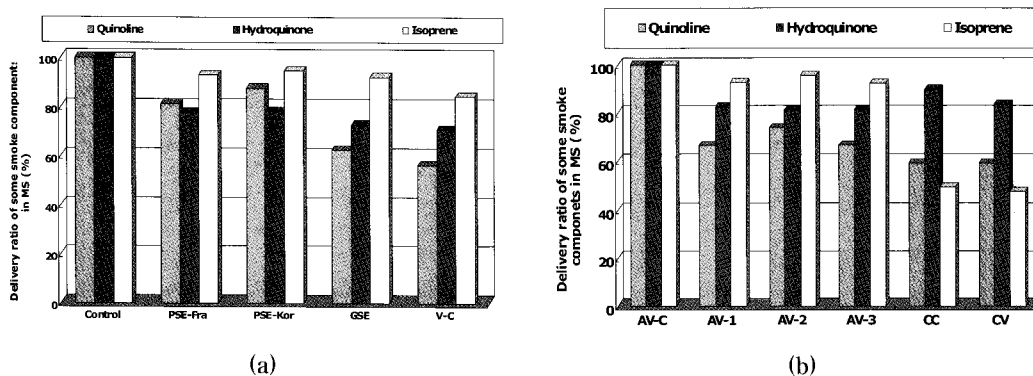 Quinoline Hydroquinone Isoprene
Delivery ratio of some smoke component:
in MS (%)
100
80
60
40
20
0
Control PSE-Fra PSE-Kor GSE V-C
(a)
Quinoline Hydroquinone Isoprene
Delivery ratio of some smoke
componets in MS (%)
100
80
60
40
20
0
AV-C AV-1 AV-2 AV-3 CC CV
(b)